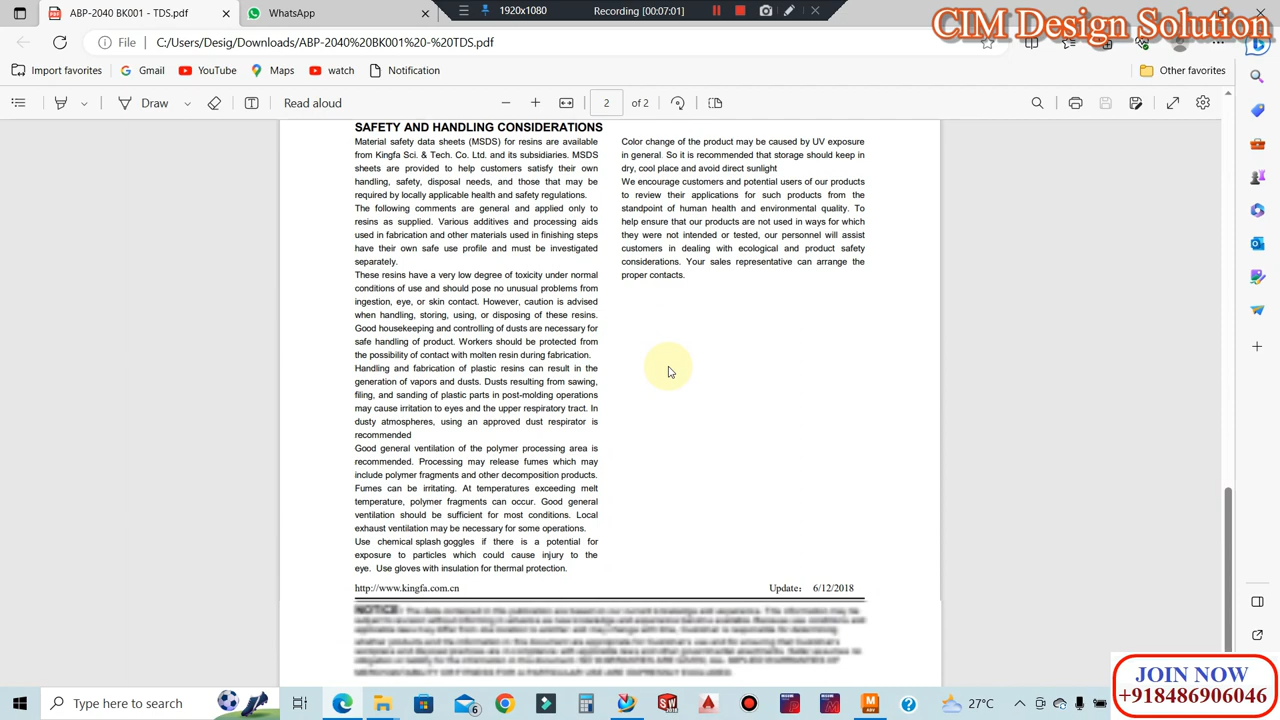 ABP-2040 BK001 - TDS.pdf
WhatsApp
1920x1080
Recording [00:07:01]
CIM Design Solution
File
C:/Users/Desig/Downloads/ABP-2040%20BK001%20-%20TDS.pdf
Import favorites
Gmail
YouTube
Maps
watch
Notification
Other favorites
Draw
Read aloud
2
of 2
SAFETY AND HANDLING CONSIDERATIONS
Material safety data sheets (MSDS) for resins are available
from Kingfa Sci. & Tech. Co. Ltd. and its subsidiaries. MSDS
sheets are provided to help customers satisfy their own
handling, safety, disposal needs, and those that may be
required by locally applicable health and safety regulations.
The following comments are general and applied only to
resins as supplied. Various additives and processing aids
used in fabrication and other materials used in finishing steps
have their own safe use profile and must be investigated
separately.
These resins have a very low degree of toxicity under normal
conditions of use and should pose no unusual problems from
ingestion, eye, or skin contact. However, caution is advised
when handling, storing, using, or disposing of these resins.
Good housekeeping and controlling of dusts are necessary for
safe handling of product. Workers should be protected from
the possibility of contact with molten resin during fabrication.
Handling and fabrication of plastic resins can result in the
generation of vapors and dusts. Dusts resulting from sawing,
filing, and sanding of plastic parts in post-molding operations
may cause irritation to eyes and the upper respiratory tract. In
dusty atmospheres, using an approved dust respirator is
recommended
Good general ventilation of the polymer processing area is
recommended. Processing may release fumes which may
include polymer fragments and other decomposition products.
Fumes can be irritating. At temperatures exceeding melt
temperature, polymer fragments can occur. Good general
ventilation should be sufficient for most conditions. Local
exhaust ventilation may be necessary for some operations.
Use chemical splash goggles if there is a potential for
exposure to particles which could cause injury to the
eye. Use gloves with insulation for thermal protection.
Color change of the product may be caused by UV exposure
in general. So it is recommended that storage should keep in
dry, cool place and avoid direct sunlight
We encourage customers and potential users of our products
to review their applications for such products from the
standpoint of human health and environmental quality. To
help ensure that our products are not used in ways for which
they were not intended or tested, our personnel will assist
customers in dealing with ecological and product safety
considerations. Your sales representative can arrange the
proper contacts.
http://www.kingfa.com.cn
Update: 6/12/2018
NOTICE:
JOIN NOW
+918486906046
Type here to search
6
27°C